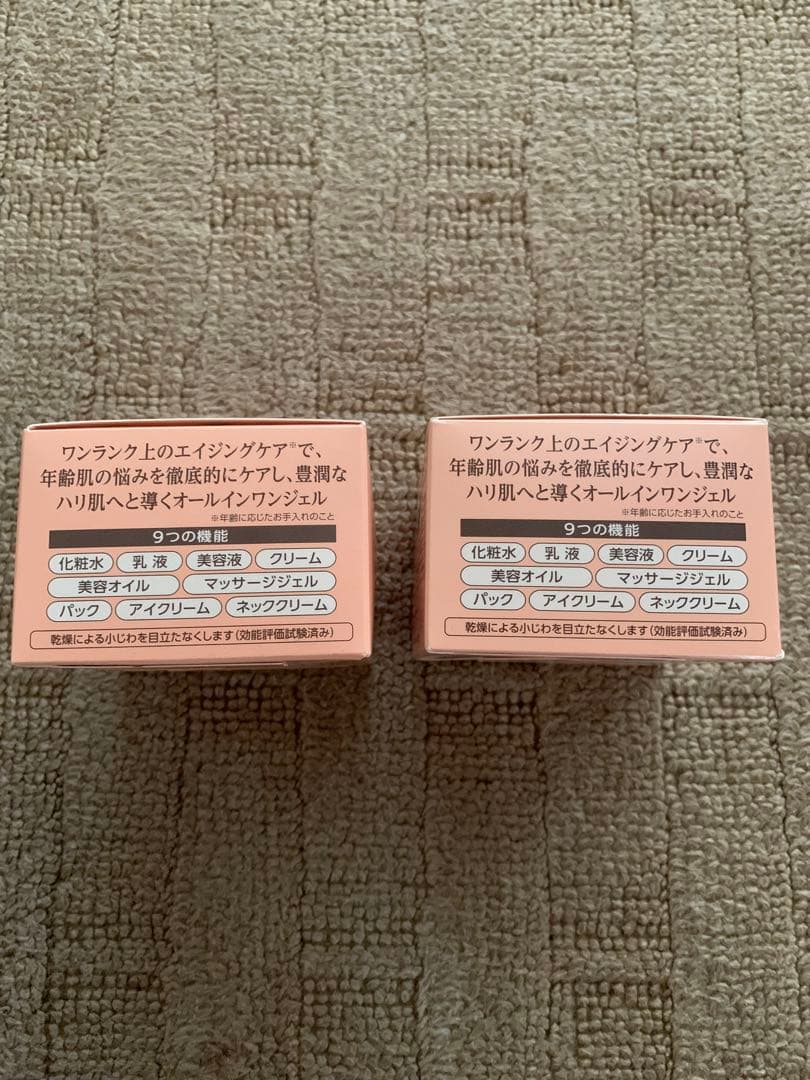 ワンランク上のエイジングケア※で、
年齢肌の悩みを徹底的にケアし、豊潤な
ハリ肌へと導くオールインワンジェル
※年齢に応じたお手入れのこと
9つの機能
化粧水 乳液 美容液 クリーム
美容オイル マッサージジェル
パック アイクリーム ネッククリーム
乾燥による小じわを目立たなくします(効能評価試験済み)
ワンランク上のエイジングケア※で、
年齢肌の悩みを徹底的にケアし、豊潤な
ハリ肌へと導くオールインワンジェル
※年齢に応じたお手入れのこと
9つの機能
化粧水 乳液 美容液 クリーム
美容オイル マッサージジェル
パック アイクリーム ネッククリーム
乾燥による小じわを目立たなくします(効能評価試験済み)